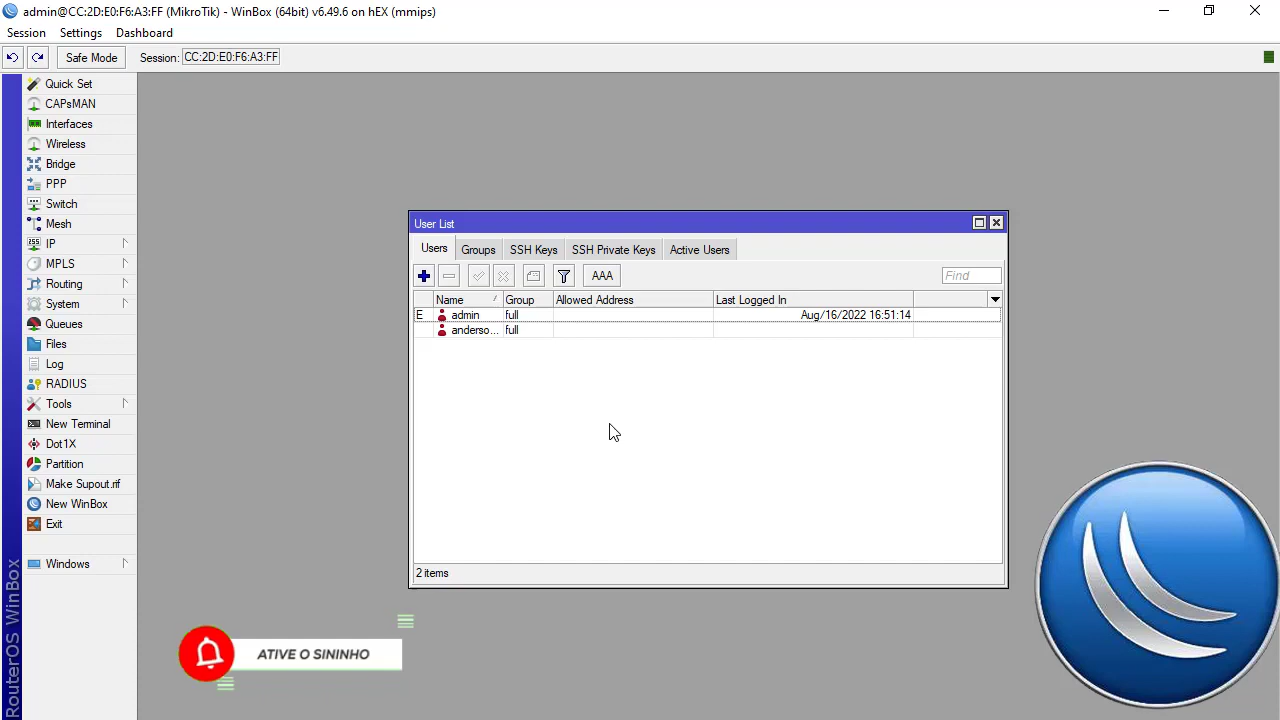 admin@CC:2D:E0:F6:A3:FF (MikroTik) - WinBox (64bit) v6.49.6 on hEX (mmips)
Session Settings Dashboard
Safe Mode Session: CC:2D:E0:F6:A3:FF
Quick Set
CAPsMAN
Interfaces
Wireless
Bridge
PPP
Switch
Mesh
IP
MPLS
Routing
System
Queues
Files
Log
RADIUS
Tools
New Terminal
Dot1X
Partition
Make Supout.rif
New WinBox
Exit
Windows
RouterOS WinBox
User List
Users Groups SSH Keys SSH Private Keys Active Users
AAA Find
Name / Group Allowed Address Last Logged In
E admin full Aug/16/2022 16:51:14
anderso... full
2 items
ATIVE O SININHO